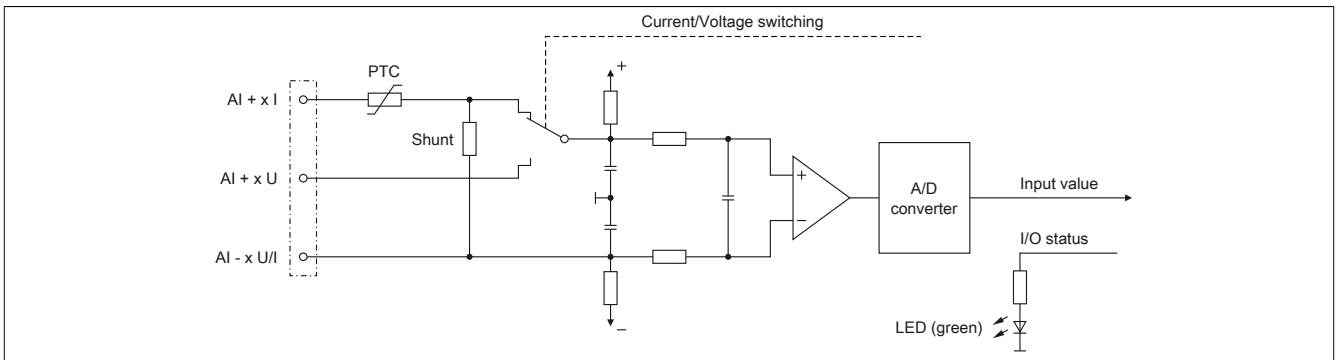 Current/Voltage switching
PTC
+
AI + x I
Shunt
AI + x U
+
−
A/D
converter
Input value
AI - x U/I
I/O status
−
LED (green)